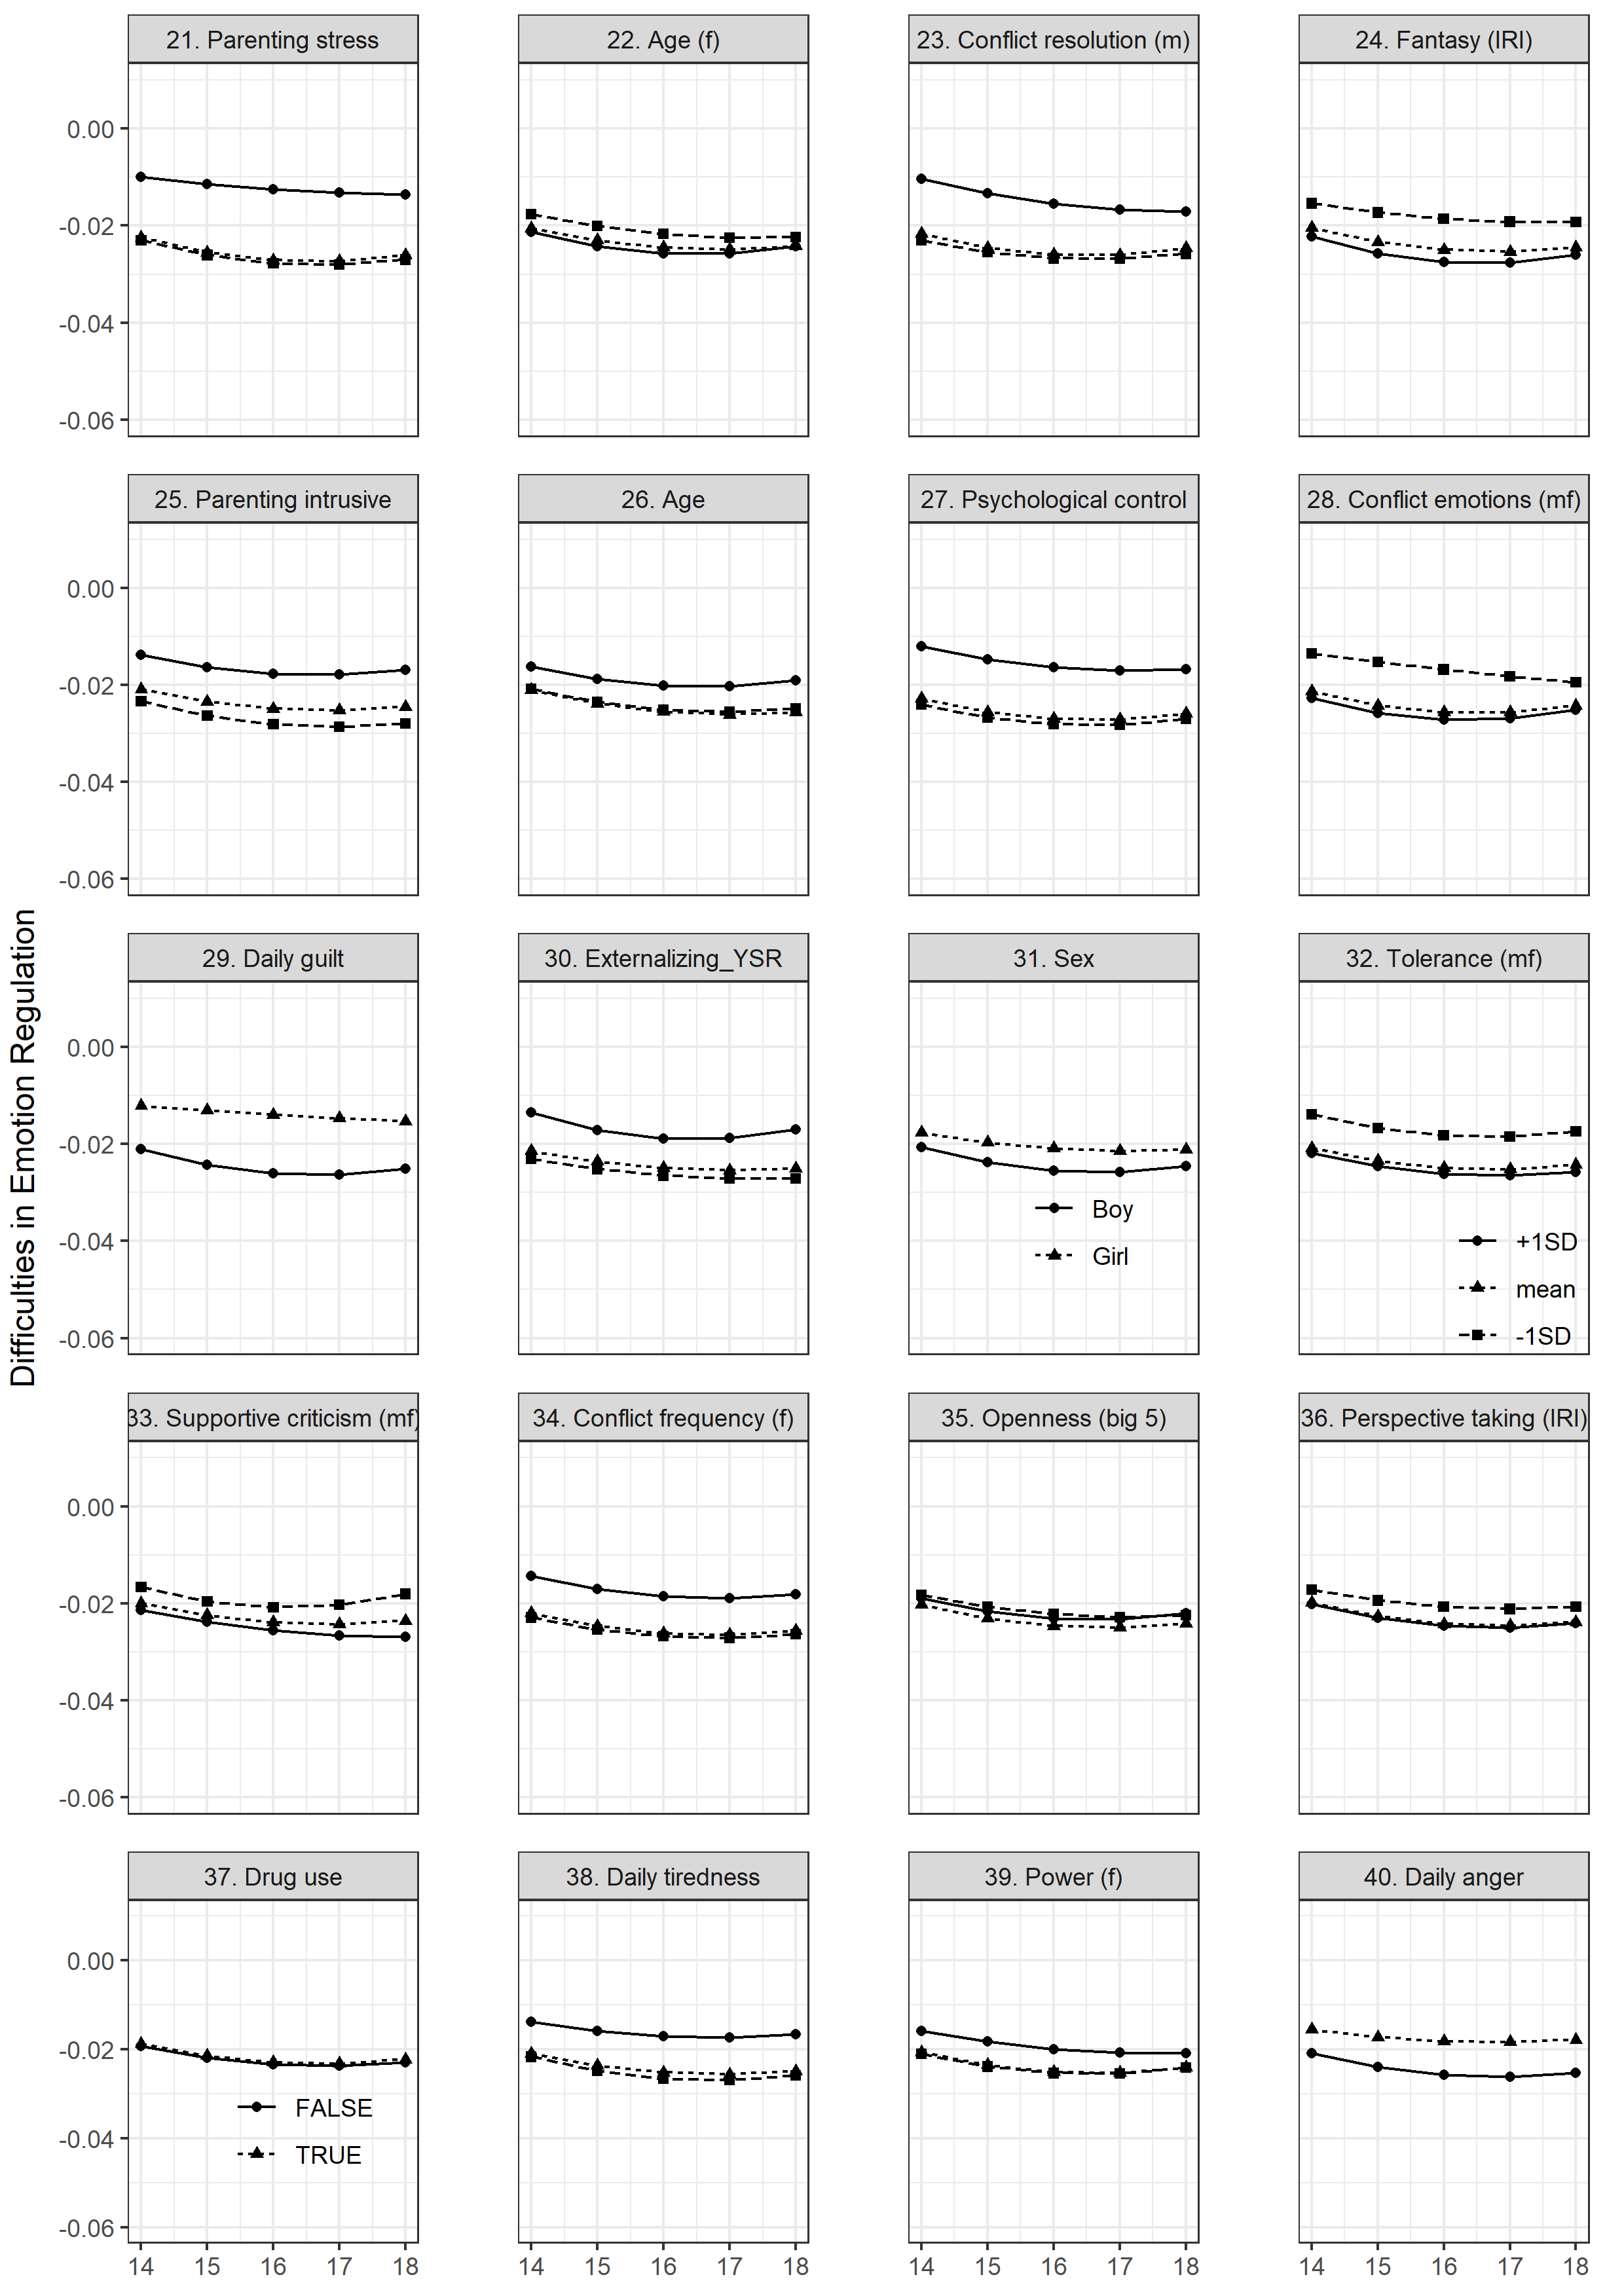 21. Parenting stress
22. Age (f)
23. Conflict resolution (m)
24. Fantasy (IRI)
0.00
-0.02
-0.04
-0.06
25. Parenting intrusive
26. Age
27. Psychological control
28. Conflict emotions (mf)
0.00
-0.02
-0.04
-0.06
Difficulties in Emotion Regulation
29. Daily guilt
30. Externalizing_YSR
31. Sex
32. Tolerance (mf)
0.00
-0.02
-0.04
-0.06
Boy
Girl
+1SD
mean
-1SD
33. Supportive criticism (mf)
34. Conflict frequency (f)
35. Openness (big 5)
36. Perspective taking (IRI)
0.00
-0.02
-0.04
-0.06
37. Drug use
38. Daily tiredness
39. Power (f)
40. Daily anger
0.00
-0.02
-0.04
-0.06
FALSE
TRUE
14 15 16 17 18
14 15 16 17 18
14 15 16 17 18
14 15 16 17 18